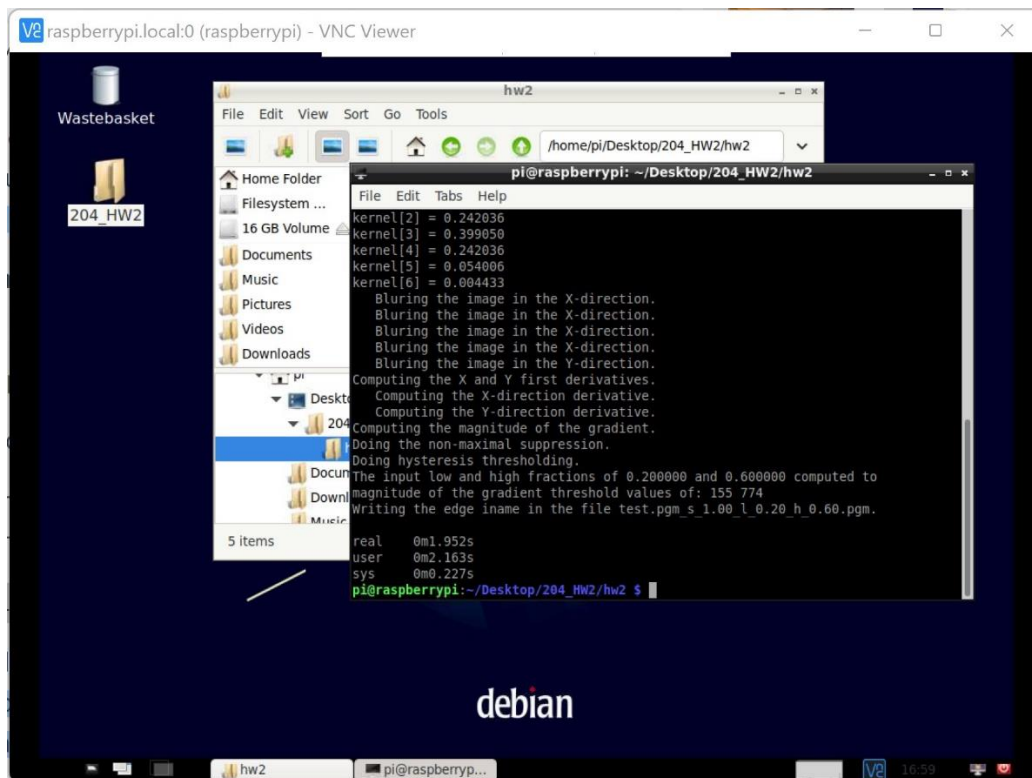 raspberrypi.local:0 (raspberrypi) - VNC Viewer
Wastebasket
204_HW2
hw2
File Edit View Sort Go Tools
/home/pi/Desktop/204_HW2/hw2
Home Folder
Filesystem ...
16 GB Volume
Documents
Music
Pictures
Videos
Downloads
pi
Deskto
204
Docum
Downl
Music
5 items
pi@raspberrypi: ~/Desktop/204_HW2/hw2
File Edit Tabs Help
kernel[2] = 0.242036
kernel[3] = 0.399050
kernel[4] = 0.242036
kernel[5] = 0.054006
kernel[6] = 0.004433
Bluring the image in the X-direction.
Bluring the image in the X-direction.
Bluring the image in the X-direction.
Bluring the image in the X-direction.
Bluring the image in the Y-direction.
Computing the X and Y first derivatives.
Computing the X-direction derivative.
Computing the Y-direction derivative.
Computing the magnitude of the gradient.
Doing the non-maximal suppression.
Doing hysteresis thresholding.
The input low and high fractions of 0.200000 and 0.600000 computed to
magnitude of the gradient threshold values of: 155 774
Writing the edge iname in the file test.pgm_s_1.00_l_0.20_h_0.60.pgm.
real 0m1.952s
user 0m2.163s
sys 0m0.227s
pi@raspberrypi:~/Desktop/204_HW2/hw2 $
debian
hw2
pi@raspberryp...
16:59